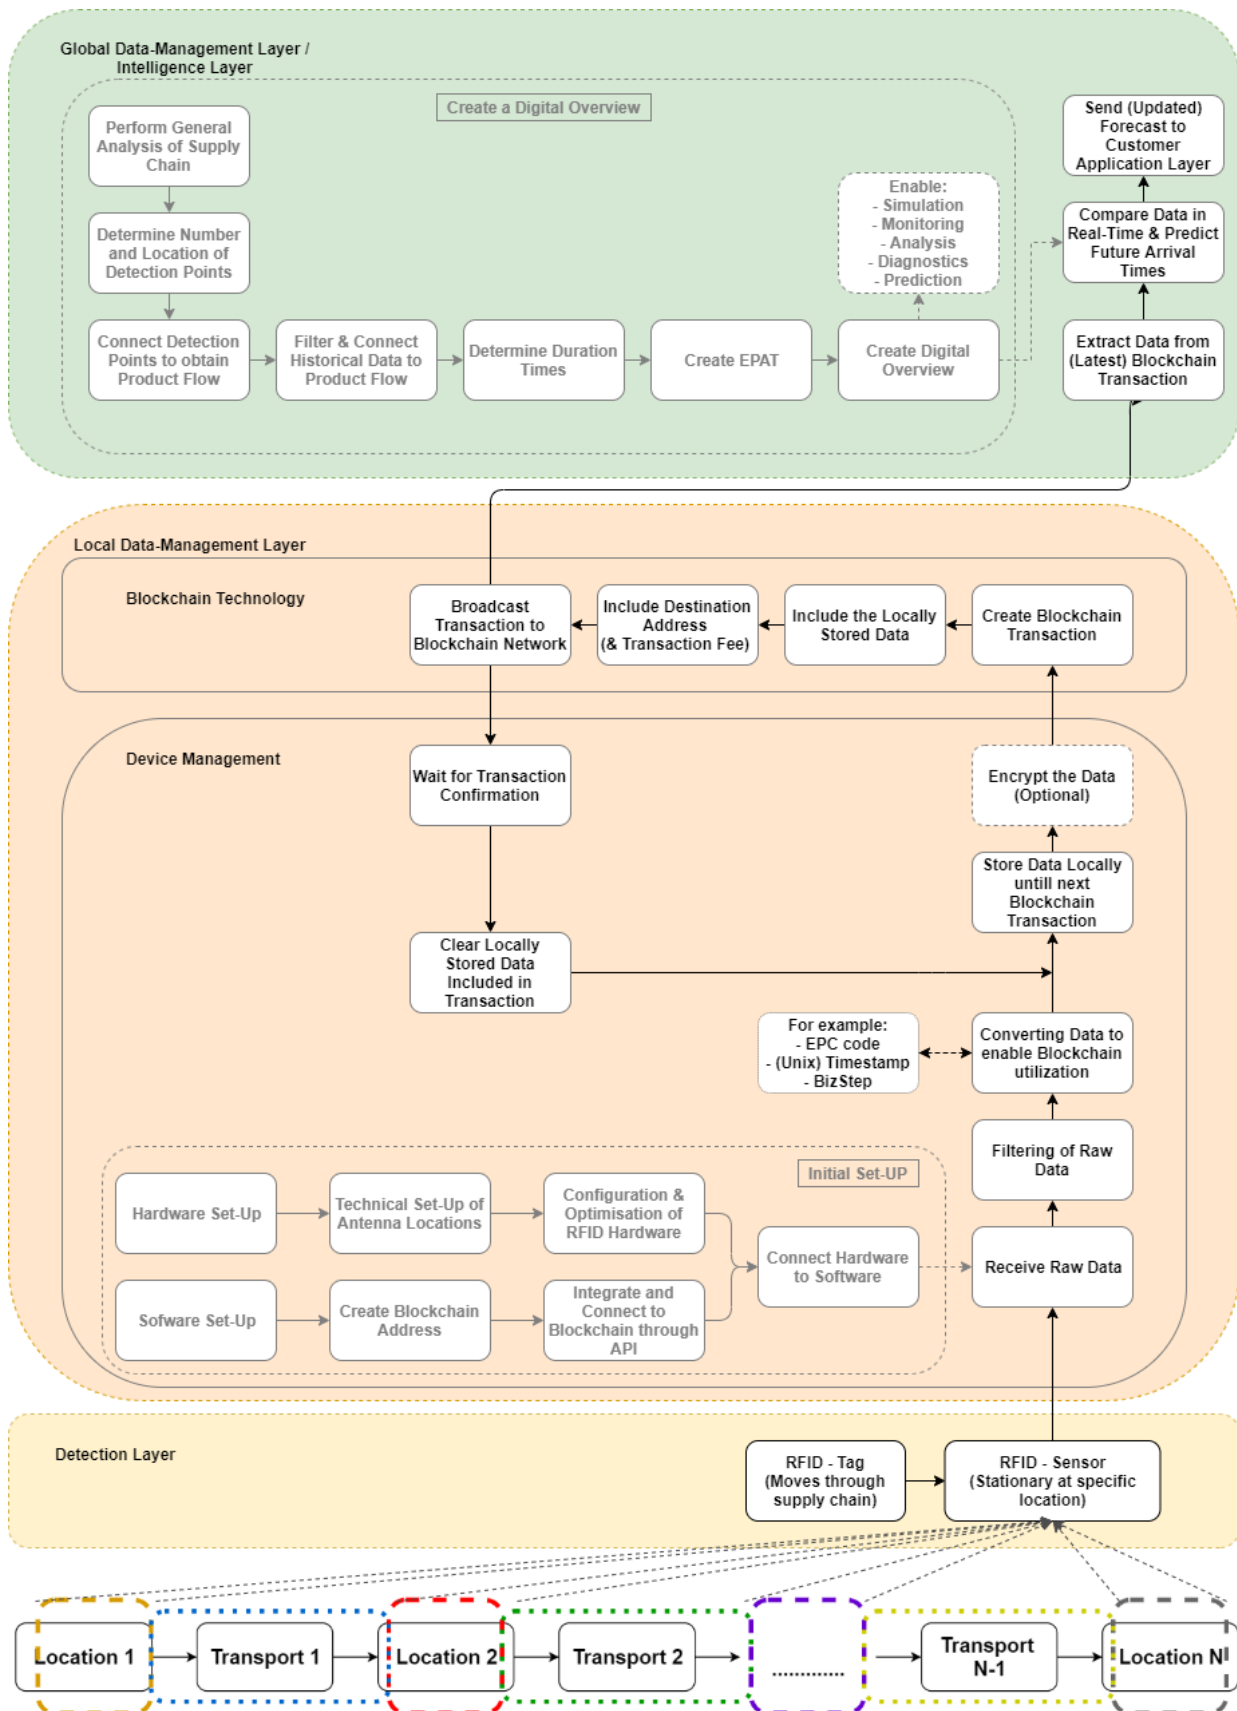 Global Data-Management Layer /
Intelligence Layer
Create a Digital Overview
Perform General
Analysis of Supply
Chain
Determine Number
and Location of
Detection Points
Connect Detection
Points to obtain
Product Flow
Filter & Connect
Historical Data to
Product Flow
Determine Duration
Times
Create EPAT
Create Digital
Overview
Enable:
- Simulation
- Monitoring
- Analysis
- Diagnostics
- Prediction
Send (Updated)
Forecast to
Customer
Application Layer
Compare Data in
Real-Time & Predict
Future Arrival
Times
Extract Data from
(Latest) Blockchain
Transaction
Local Data-Management Layer
Blockchain Technology
Broadcast
Transaction to
Blockchain Network
Include Destination
Address
(& Transaction Fee)
Include the Locally
Stored Data
Create Blockchain
Transaction
Device Management
Wait for Transaction
Confirmation
Encrypt the Data
(Optional)
Store Data Locally
untill next
Blockchain
Transaction
Clear Locally
Stored Data
Included in
Transaction
For example:
- EPC code
- (Unix) Timestamp
- BizStep
Converting Data to
enable Blockchain
utilization
Filtering of Raw
Data
Initial Set-UP
Hardware Set-Up
Technical Set-Up of
Antenna Locations
Configuration &
Optimisation of
RFID Hardware
Connect Hardware
to Software
Receive Raw Data
Sofware Set-Up
Create Blockchain
Address
Integrate and
Connect to
Blockchain through
API
Detection Layer
RFID - Tag
(Moves through
supply chain)
RFID - Sensor
(Stationary at specific
location)
Location 1
Transport 1
Location 2
Transport 2
..............
Transport
N-1
Location N